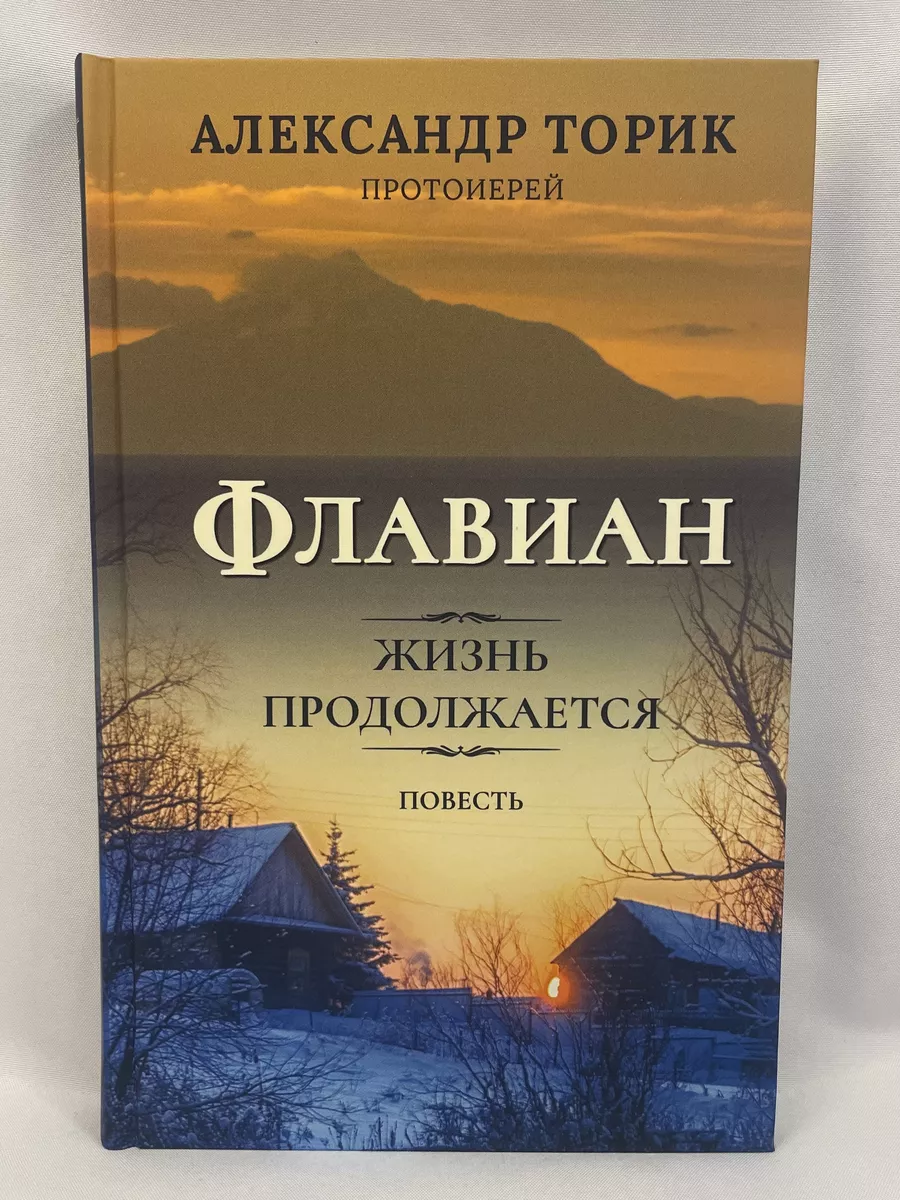 АЛЕКСАНДР ТОРИК
ПРОТОИЕРЕЙ
ФЛАВИАН
ЖИЗНЬ
ПРОДОЛЖАЕТСЯ
ПОВЕСТЬ